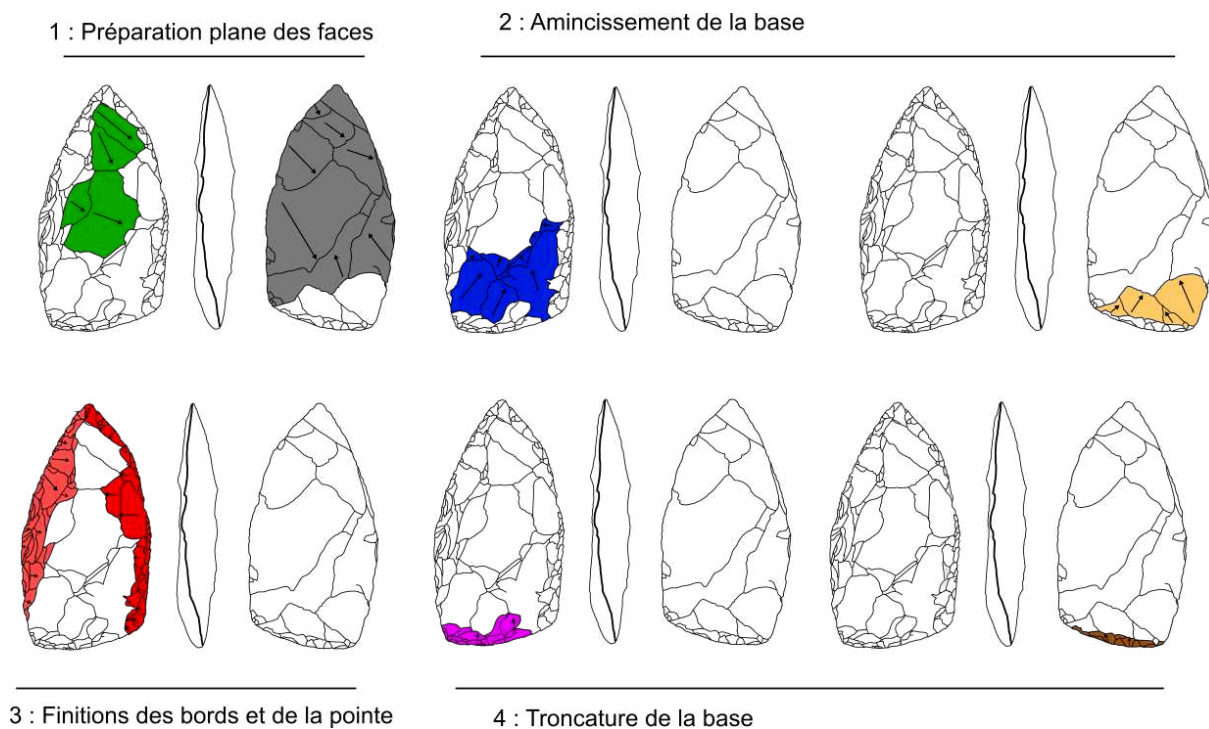 1 : Préparation plane des faces
2 : Amincissement de la base
3 : Finitions des bords et de la pointe
4 : Troncature de la base